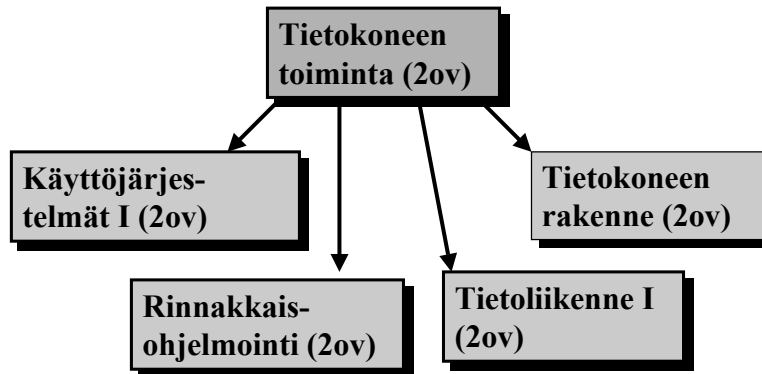 Tietokoneen
toiminta (2ov)
Käyttöjärjes-
telmät I (2ov)
Tietokoneen
rakenne (2ov)
Rinnakkais-
ohjelmointi (2ov)
Tietoliikenne I
(2ov)